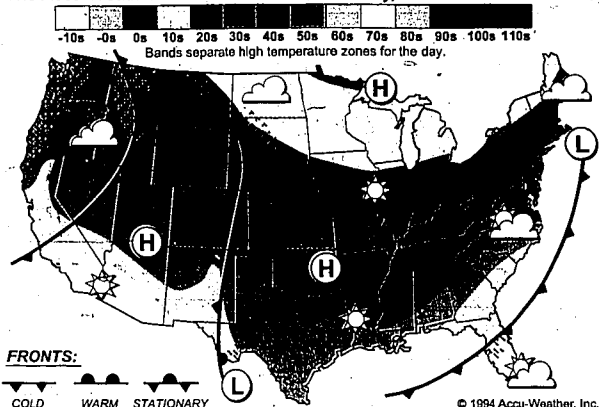 -10s -0s 0s 10s 20s 30s 40s 50s 60s 70s 80s 90s 100s 110s
Bands separate high temperature zones for the day.
H
L
H
H
FRONTS:
L
COLD WARM STATIONARY
© 1994 Accu-Weather, Inc.